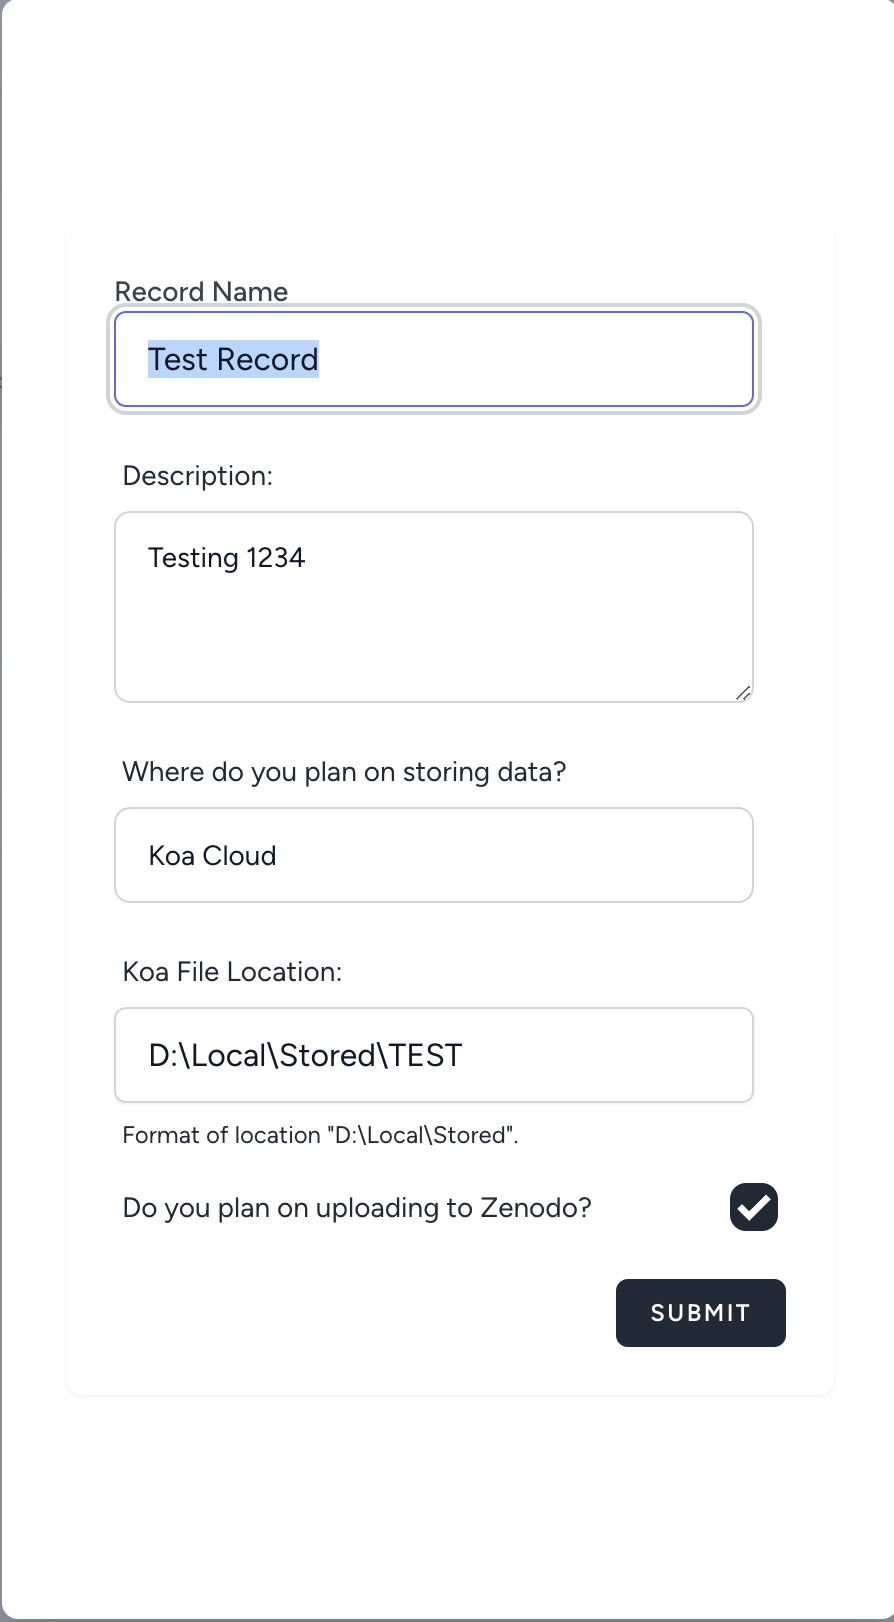 Record Name
Test Record
Description:
Testing 1234
Where do you plan on storing data?
Koa Cloud
Koa File Location:
D:\Local\Stored\TEST
Format of location "D:\Local\Stored".
Do you plan on uploading to Zenodo?
SUBMIT